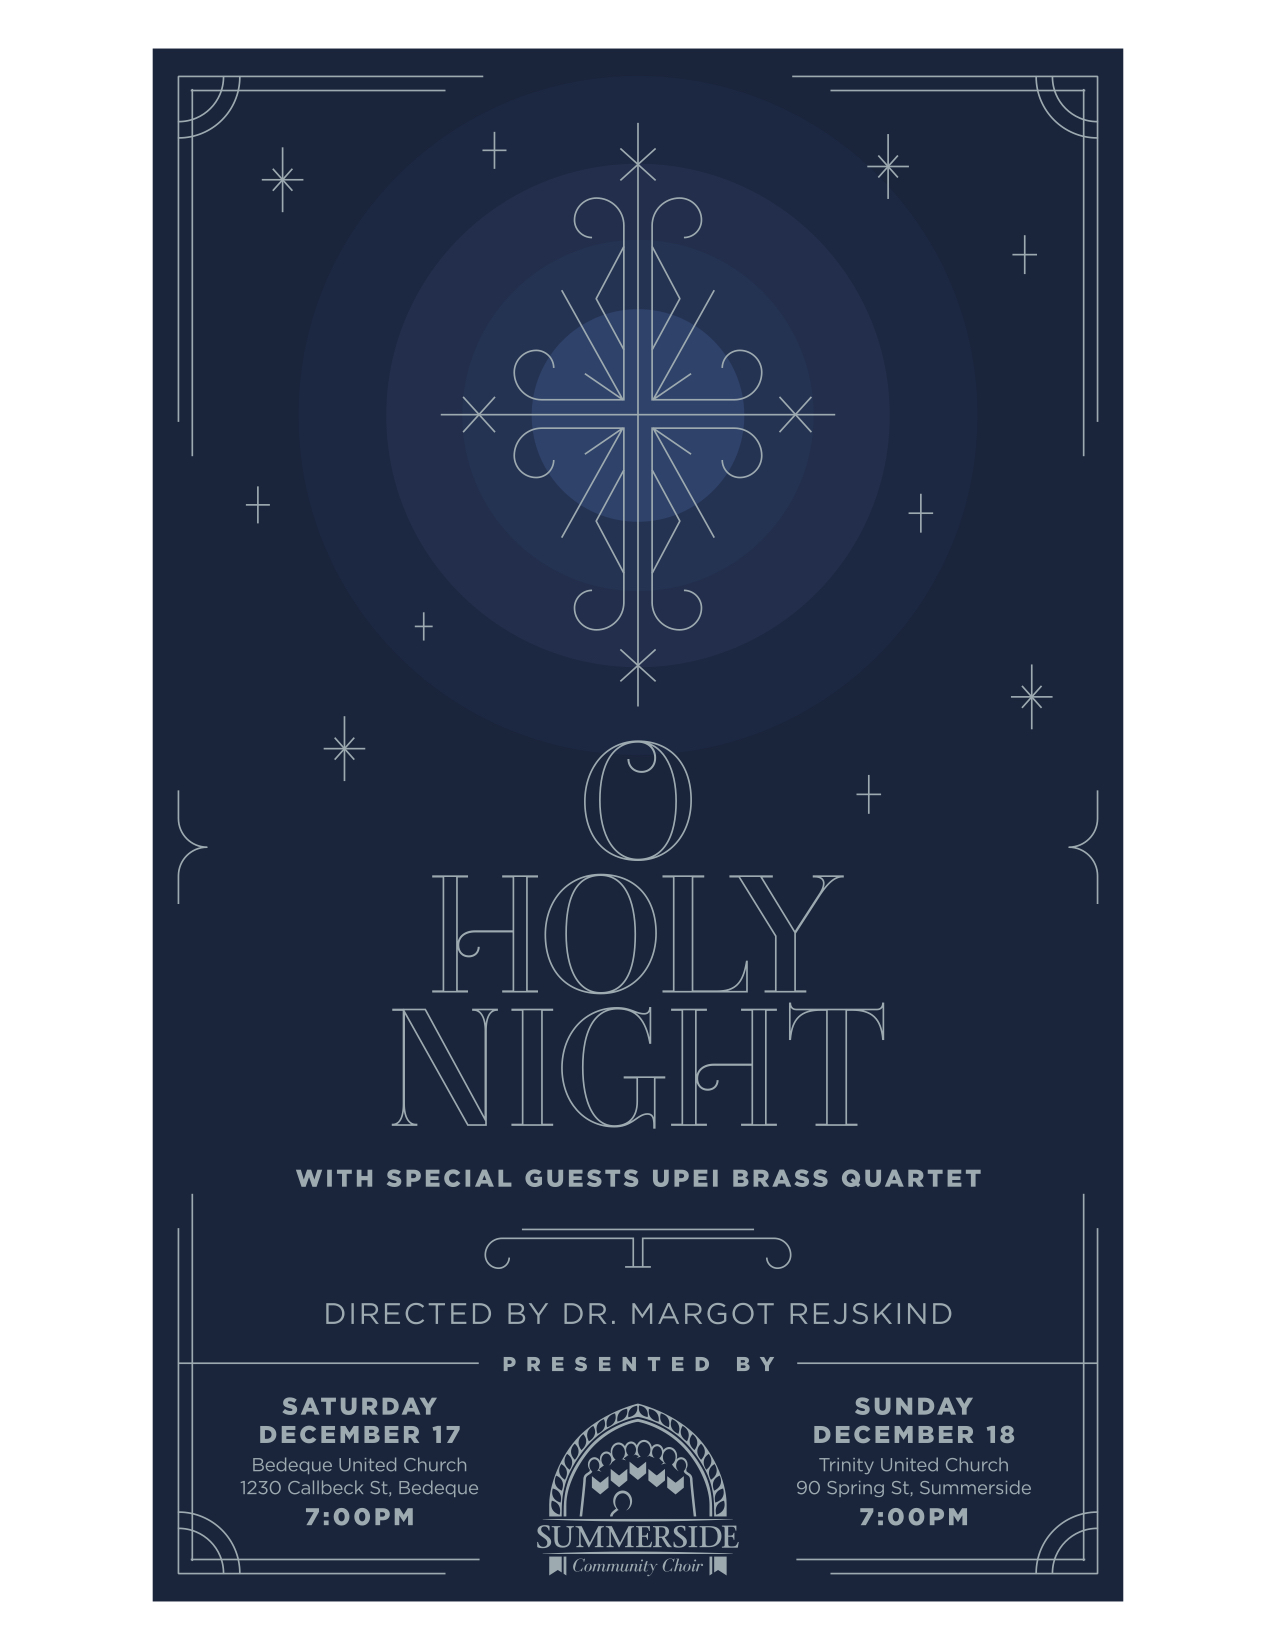 O
HOLY
NIGHT
WITH SPECIAL GUESTS UPEI BRASS QUARTET
DIRECTED BY DR. MARGOT REJSKIND
PRESENTED BY
SATURDAY
DECEMBER 17
Bedeque United Church
1230 Callbeck St, Bedeque
7:00PM
SUMMERSIDE
Community Choir
SUNDAY
DECEMBER 18
Trinity United Church
90 Spring St, Summerside
7:00PM